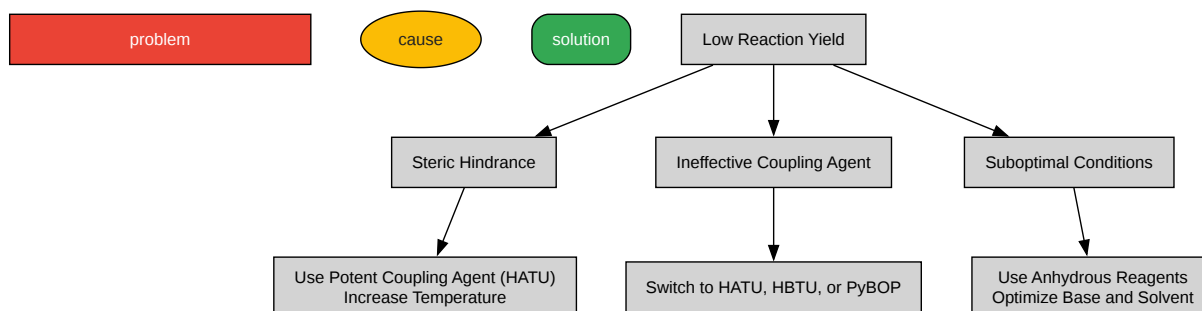 problem
cause
solution
Low Reaction Yield
Steric Hindrance
Ineffective Coupling Agent
Suboptimal Conditions
Use Potent Coupling Agent (HATU)
Increase Temperature
Switch to HATU, HBTU, or PyBOP
Use Anhydrous Reagents
Optimize Base and Solvent